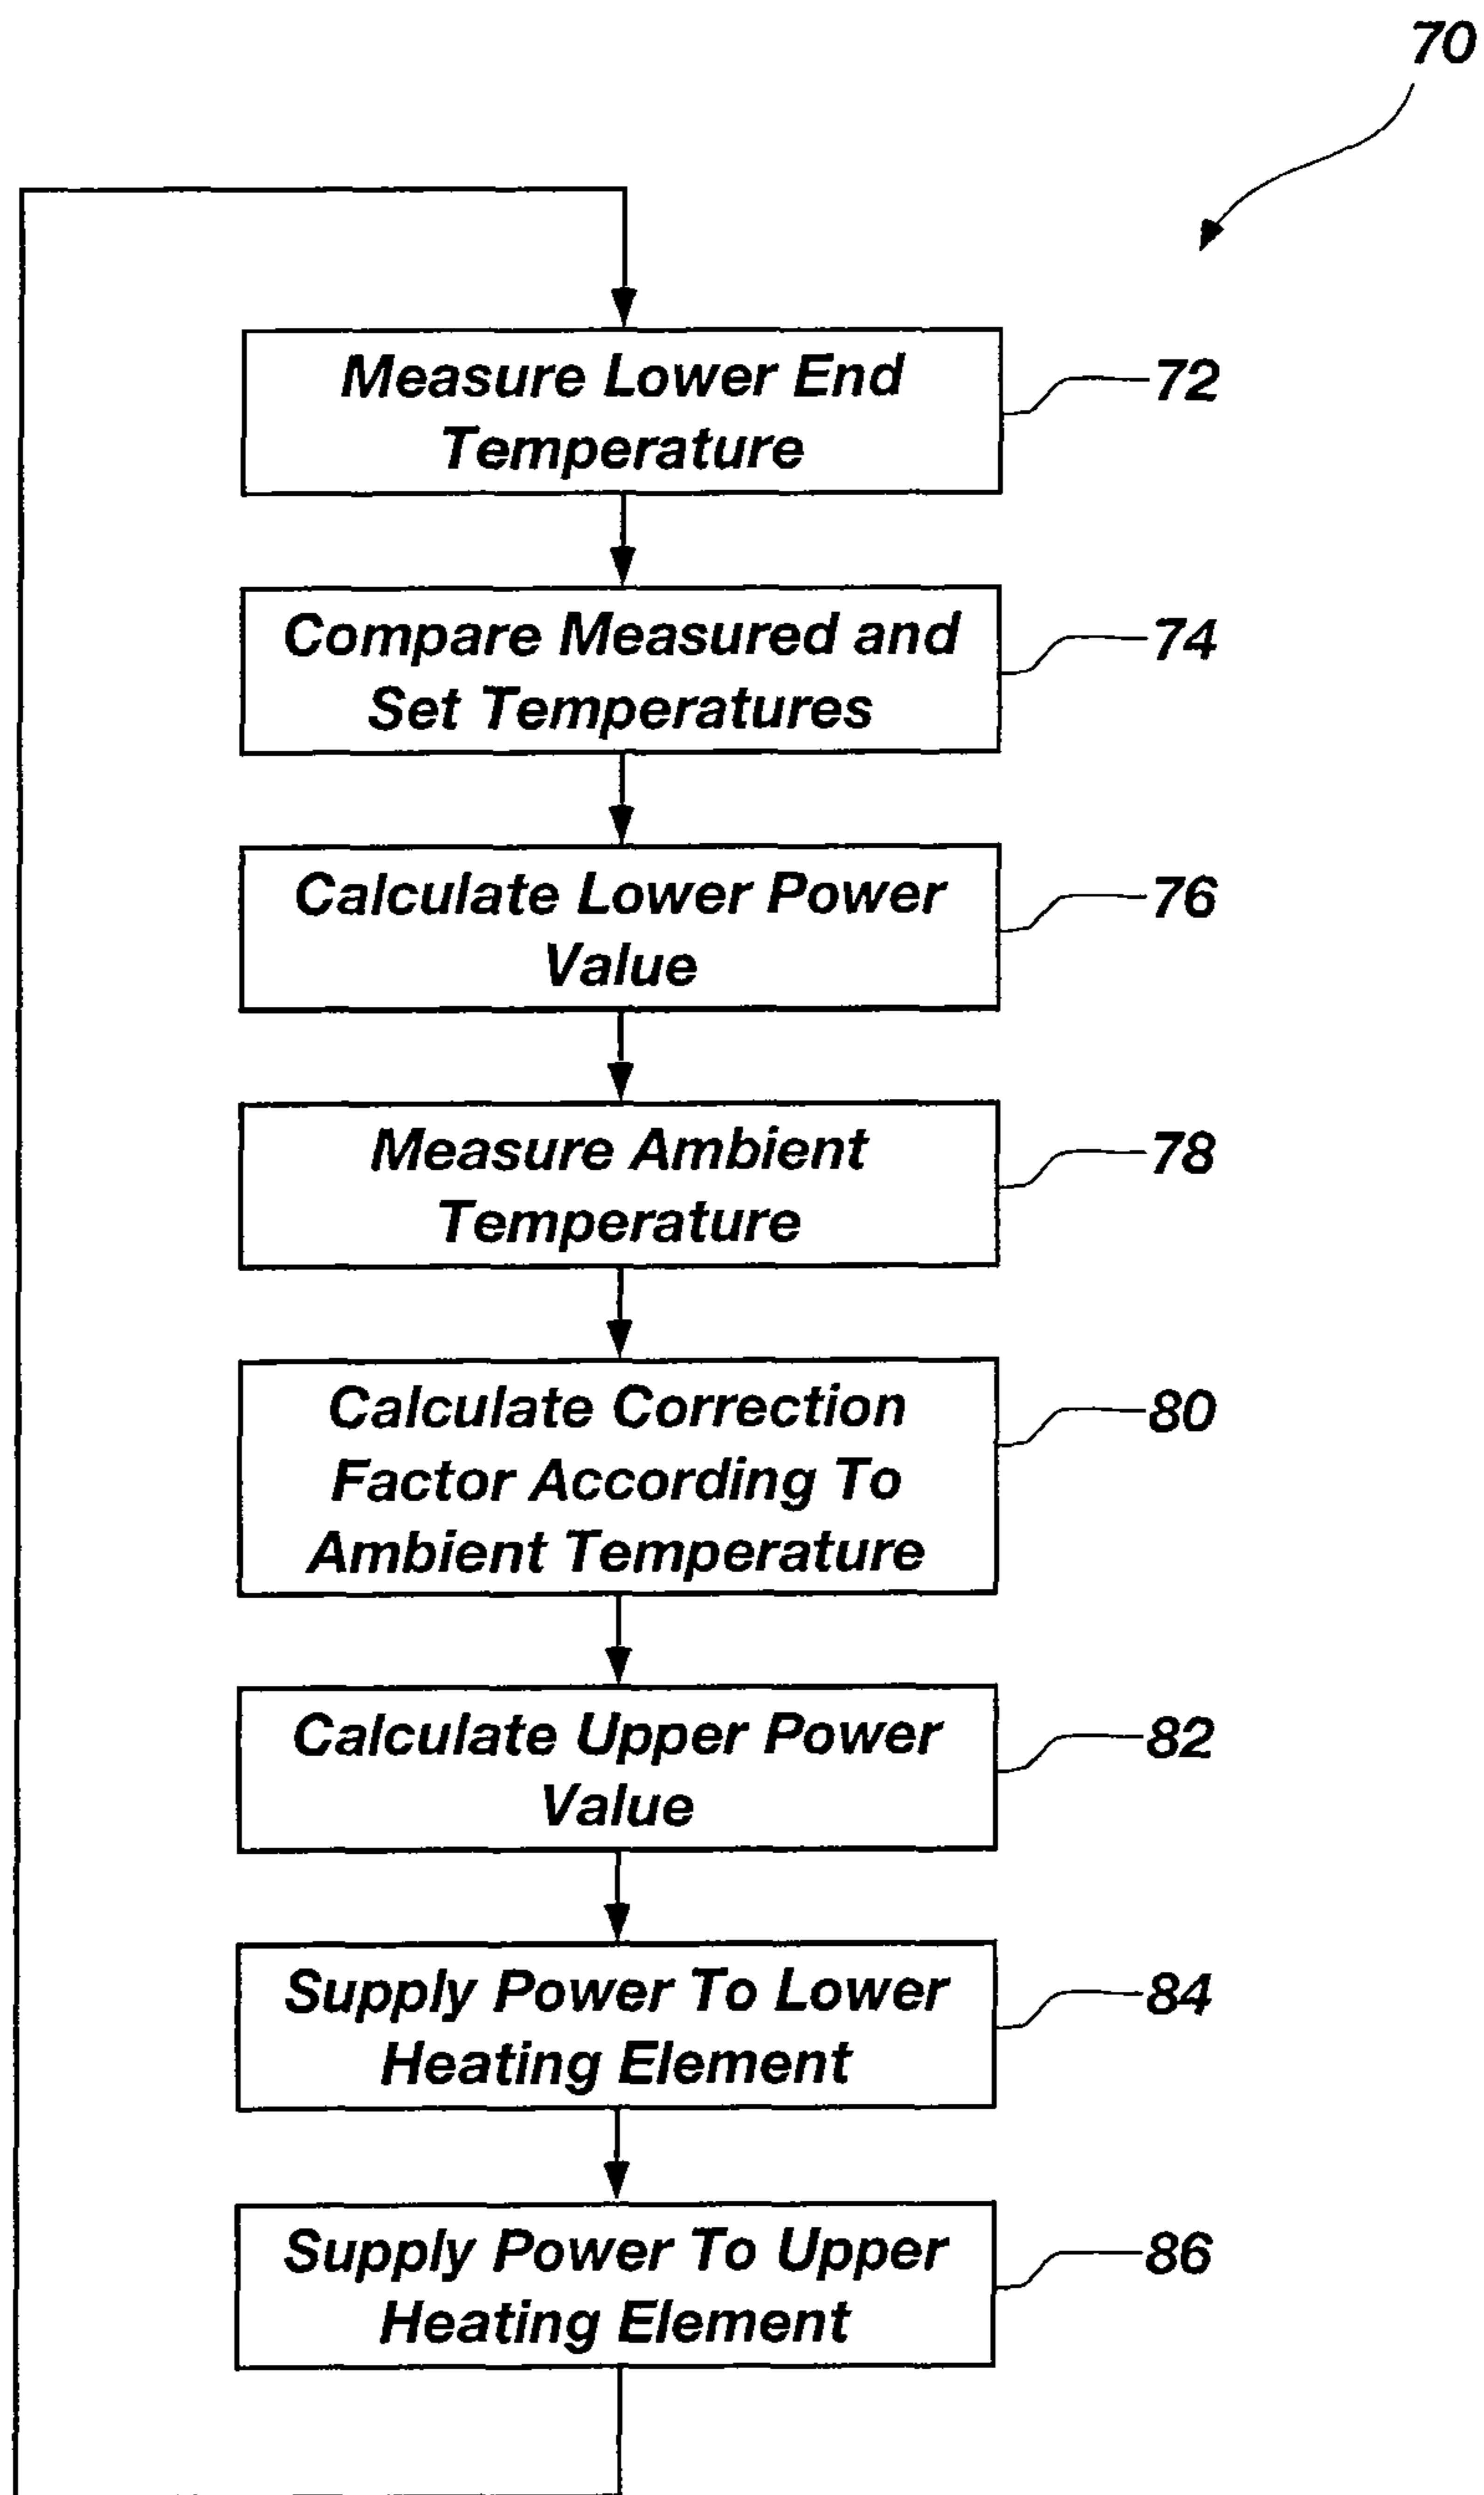 70
Measure Lower End
Temperature
72
Compare Measured and
Set Temperatures
74
Calculate Lower Power
Value
76
Measure Ambient
Temperature
78
Calculate Correction
Factor According To
Ambient Temperature
80
Calculate Upper Power
Value
82
Supply Power To Lower
Heating Element
84
Supply Power To Upper
Heating Element
86